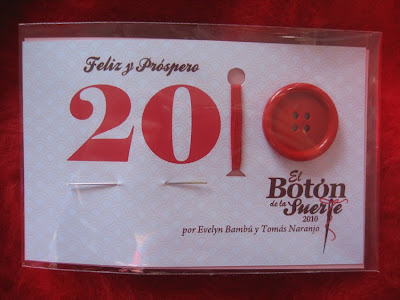 Feliz y Próspero
2010
El
Botón
de la
Suerte
2010
por Evelyn Bambú y Tomás Naranjo